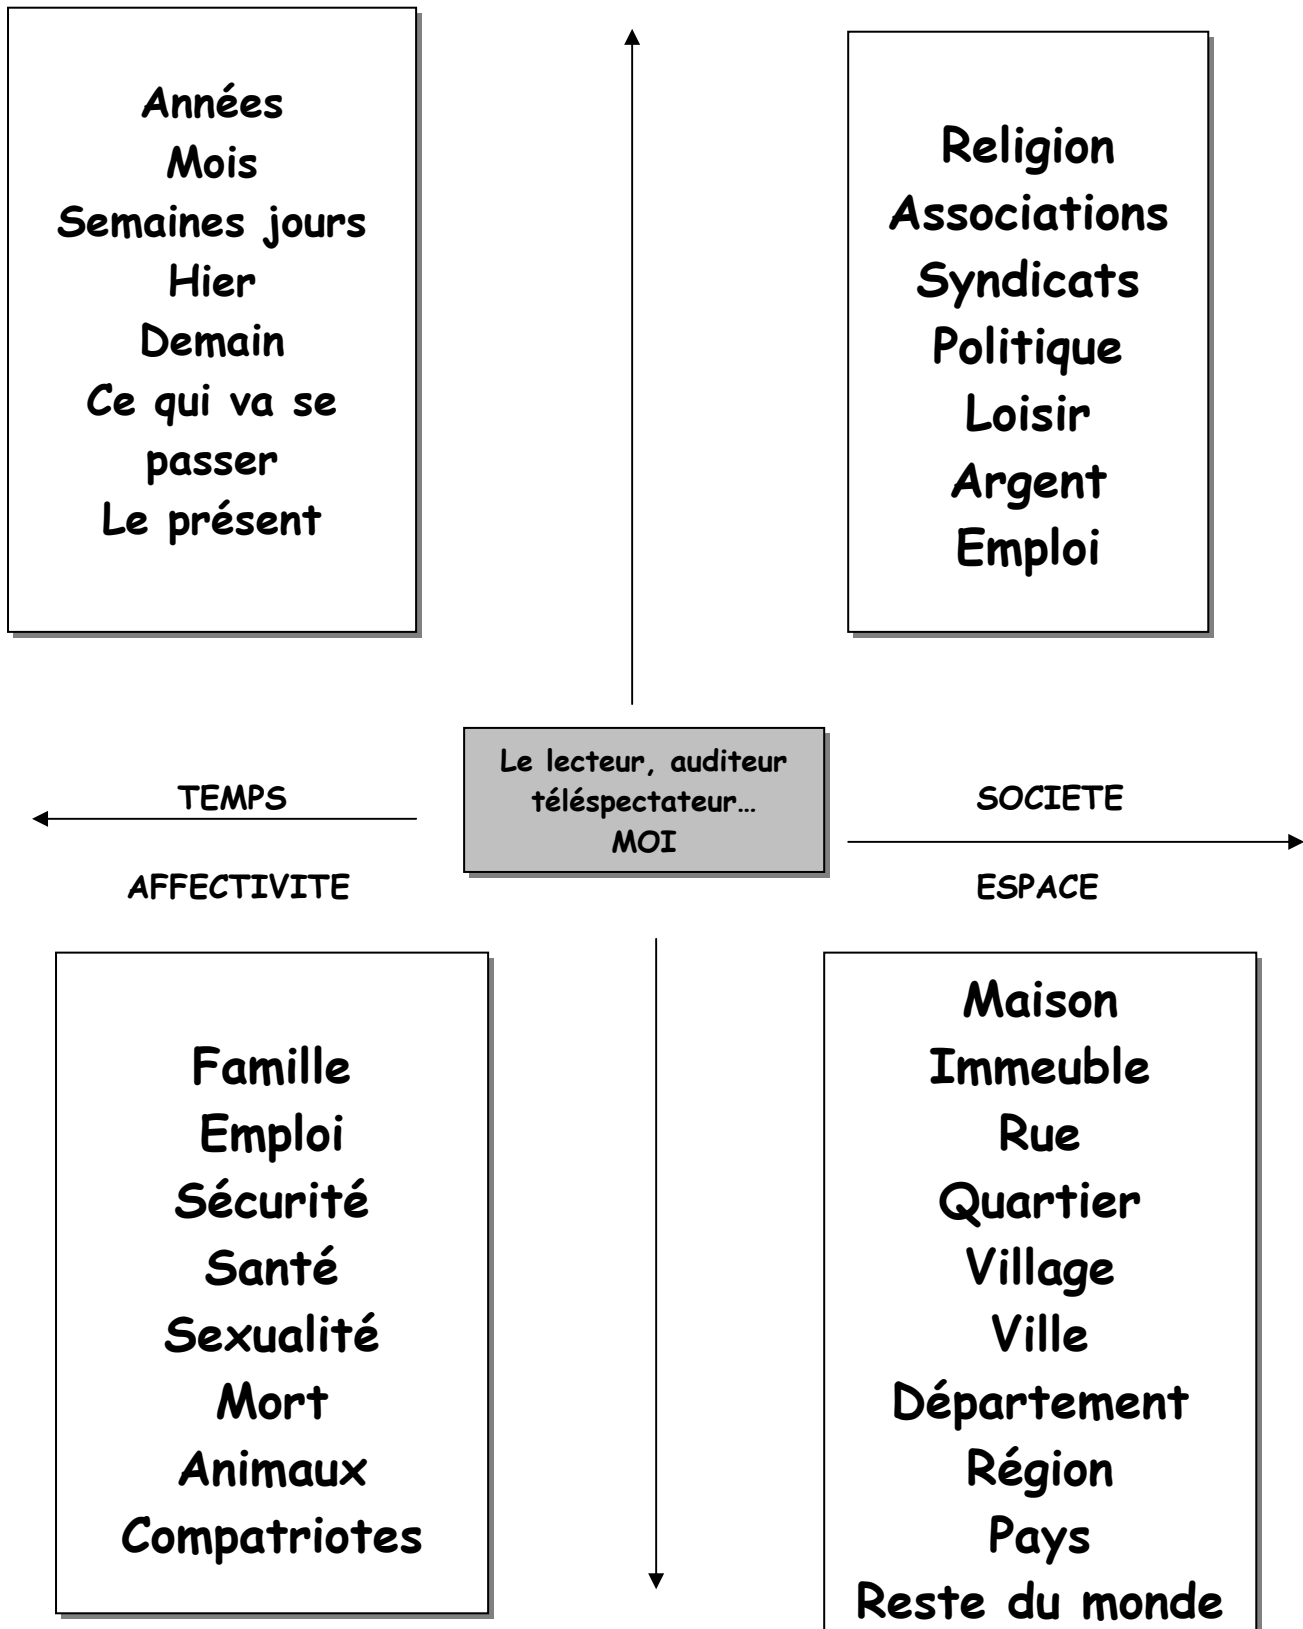 Années
Mois
Semaines jours
Hier
Demain
Ce qui va se
passer
Le présent
Religion
Associations
Syndicats
Politique
Loisir
Argent
Emploi
Le lecteur, auditeur
téléspectateur…
MOI
TEMPS
SOCIETE
AFFECTIVITE
ESPACE
Famille
Emploi
Sécurité
Santé
Sexualité
Mort
Animaux
Compatriotes
Maison
Immeuble
Rue
Quartier
Village
Ville
Département
Région
Pays
Reste du monde